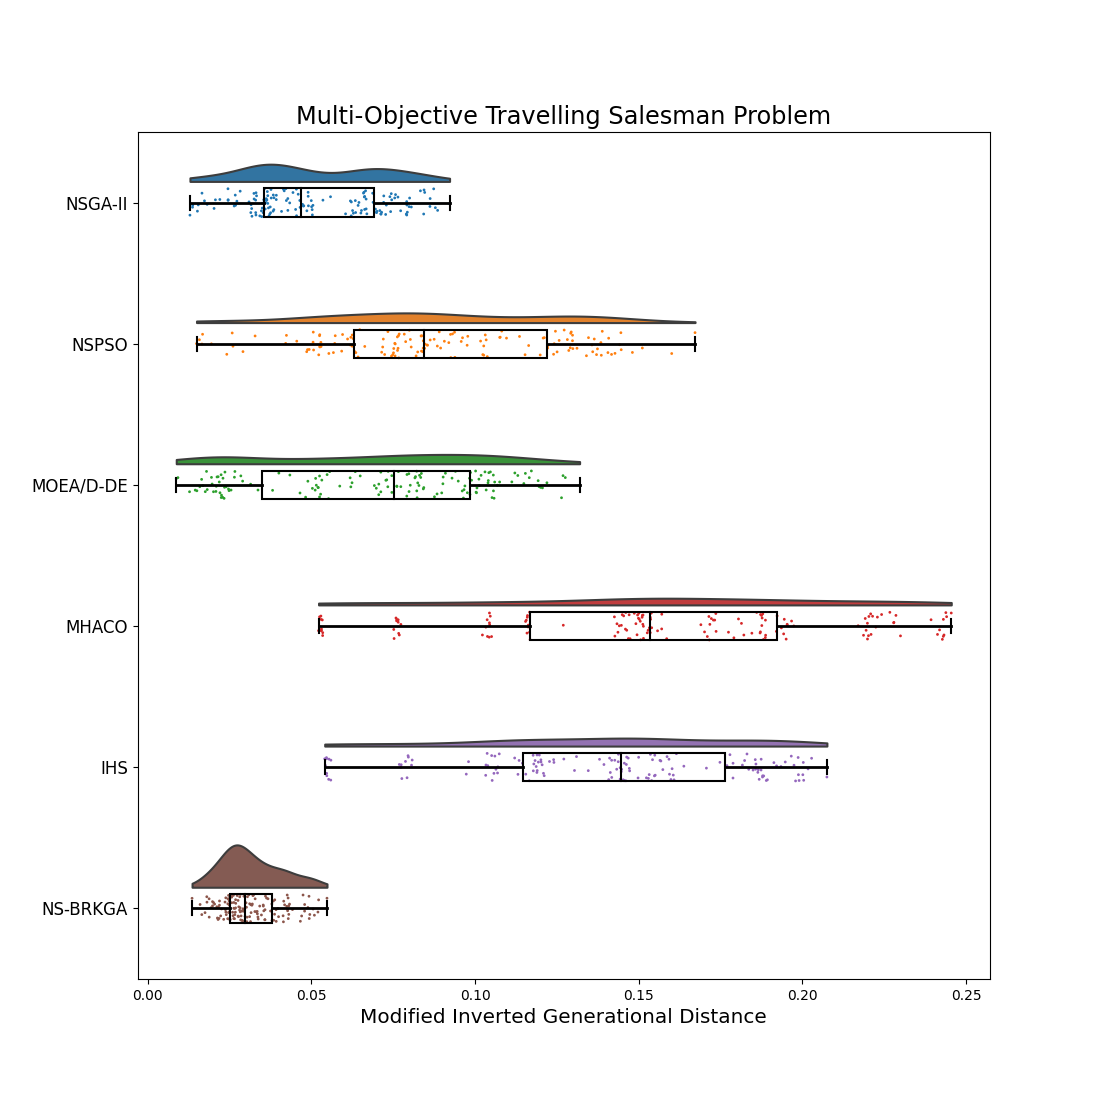 Multi-Objective Travelling Salesman Problem
NSGA-II
NSPSO
MOEA/D-DE
MHACO
IHS
NS-BRKGA
0.00 0.05 0.10 0.15 0.20 0.25
Modified Inverted Generational Distance